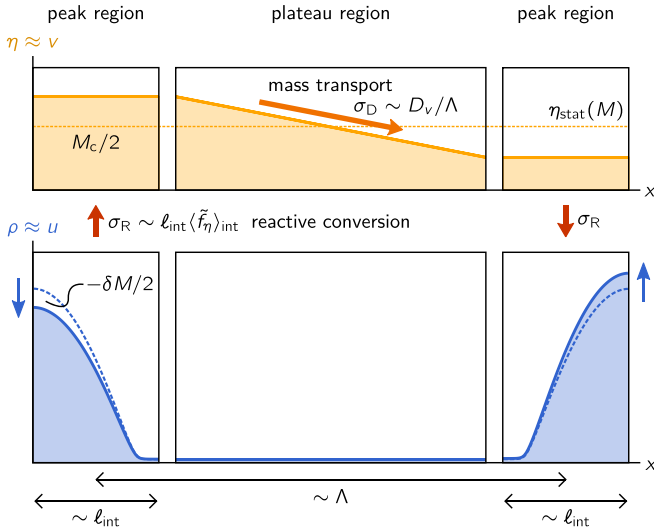 peak region
plateau region
peak region
η ≈ v
mass transport
σ_D ∼ D_v/Λ
η_stat(M)
M_c/2
x
σ_R ∼ ℓ_int⟨f̃_η⟩_int reactive conversion
σ_R
ρ ≈ u
−δM/2
x
∼ Λ
∼ ℓ_int
∼ ℓ_int